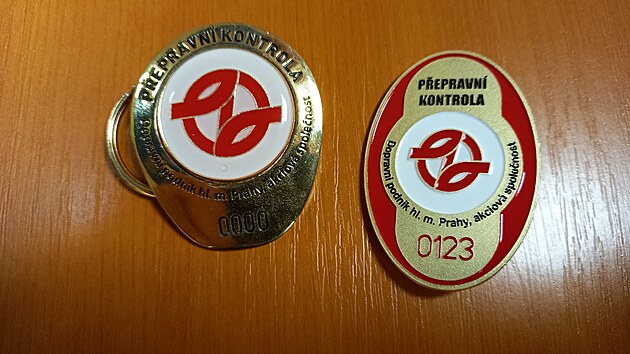 PŘEPRAVNÍ KONTROLA
Dopravní podnik hl. m. Prahy, akciová společnost
0000
PŘEPRAVNÍ
KONTROLA
Dopravní podnik hl. m. Prahy, akciová společnost
0123